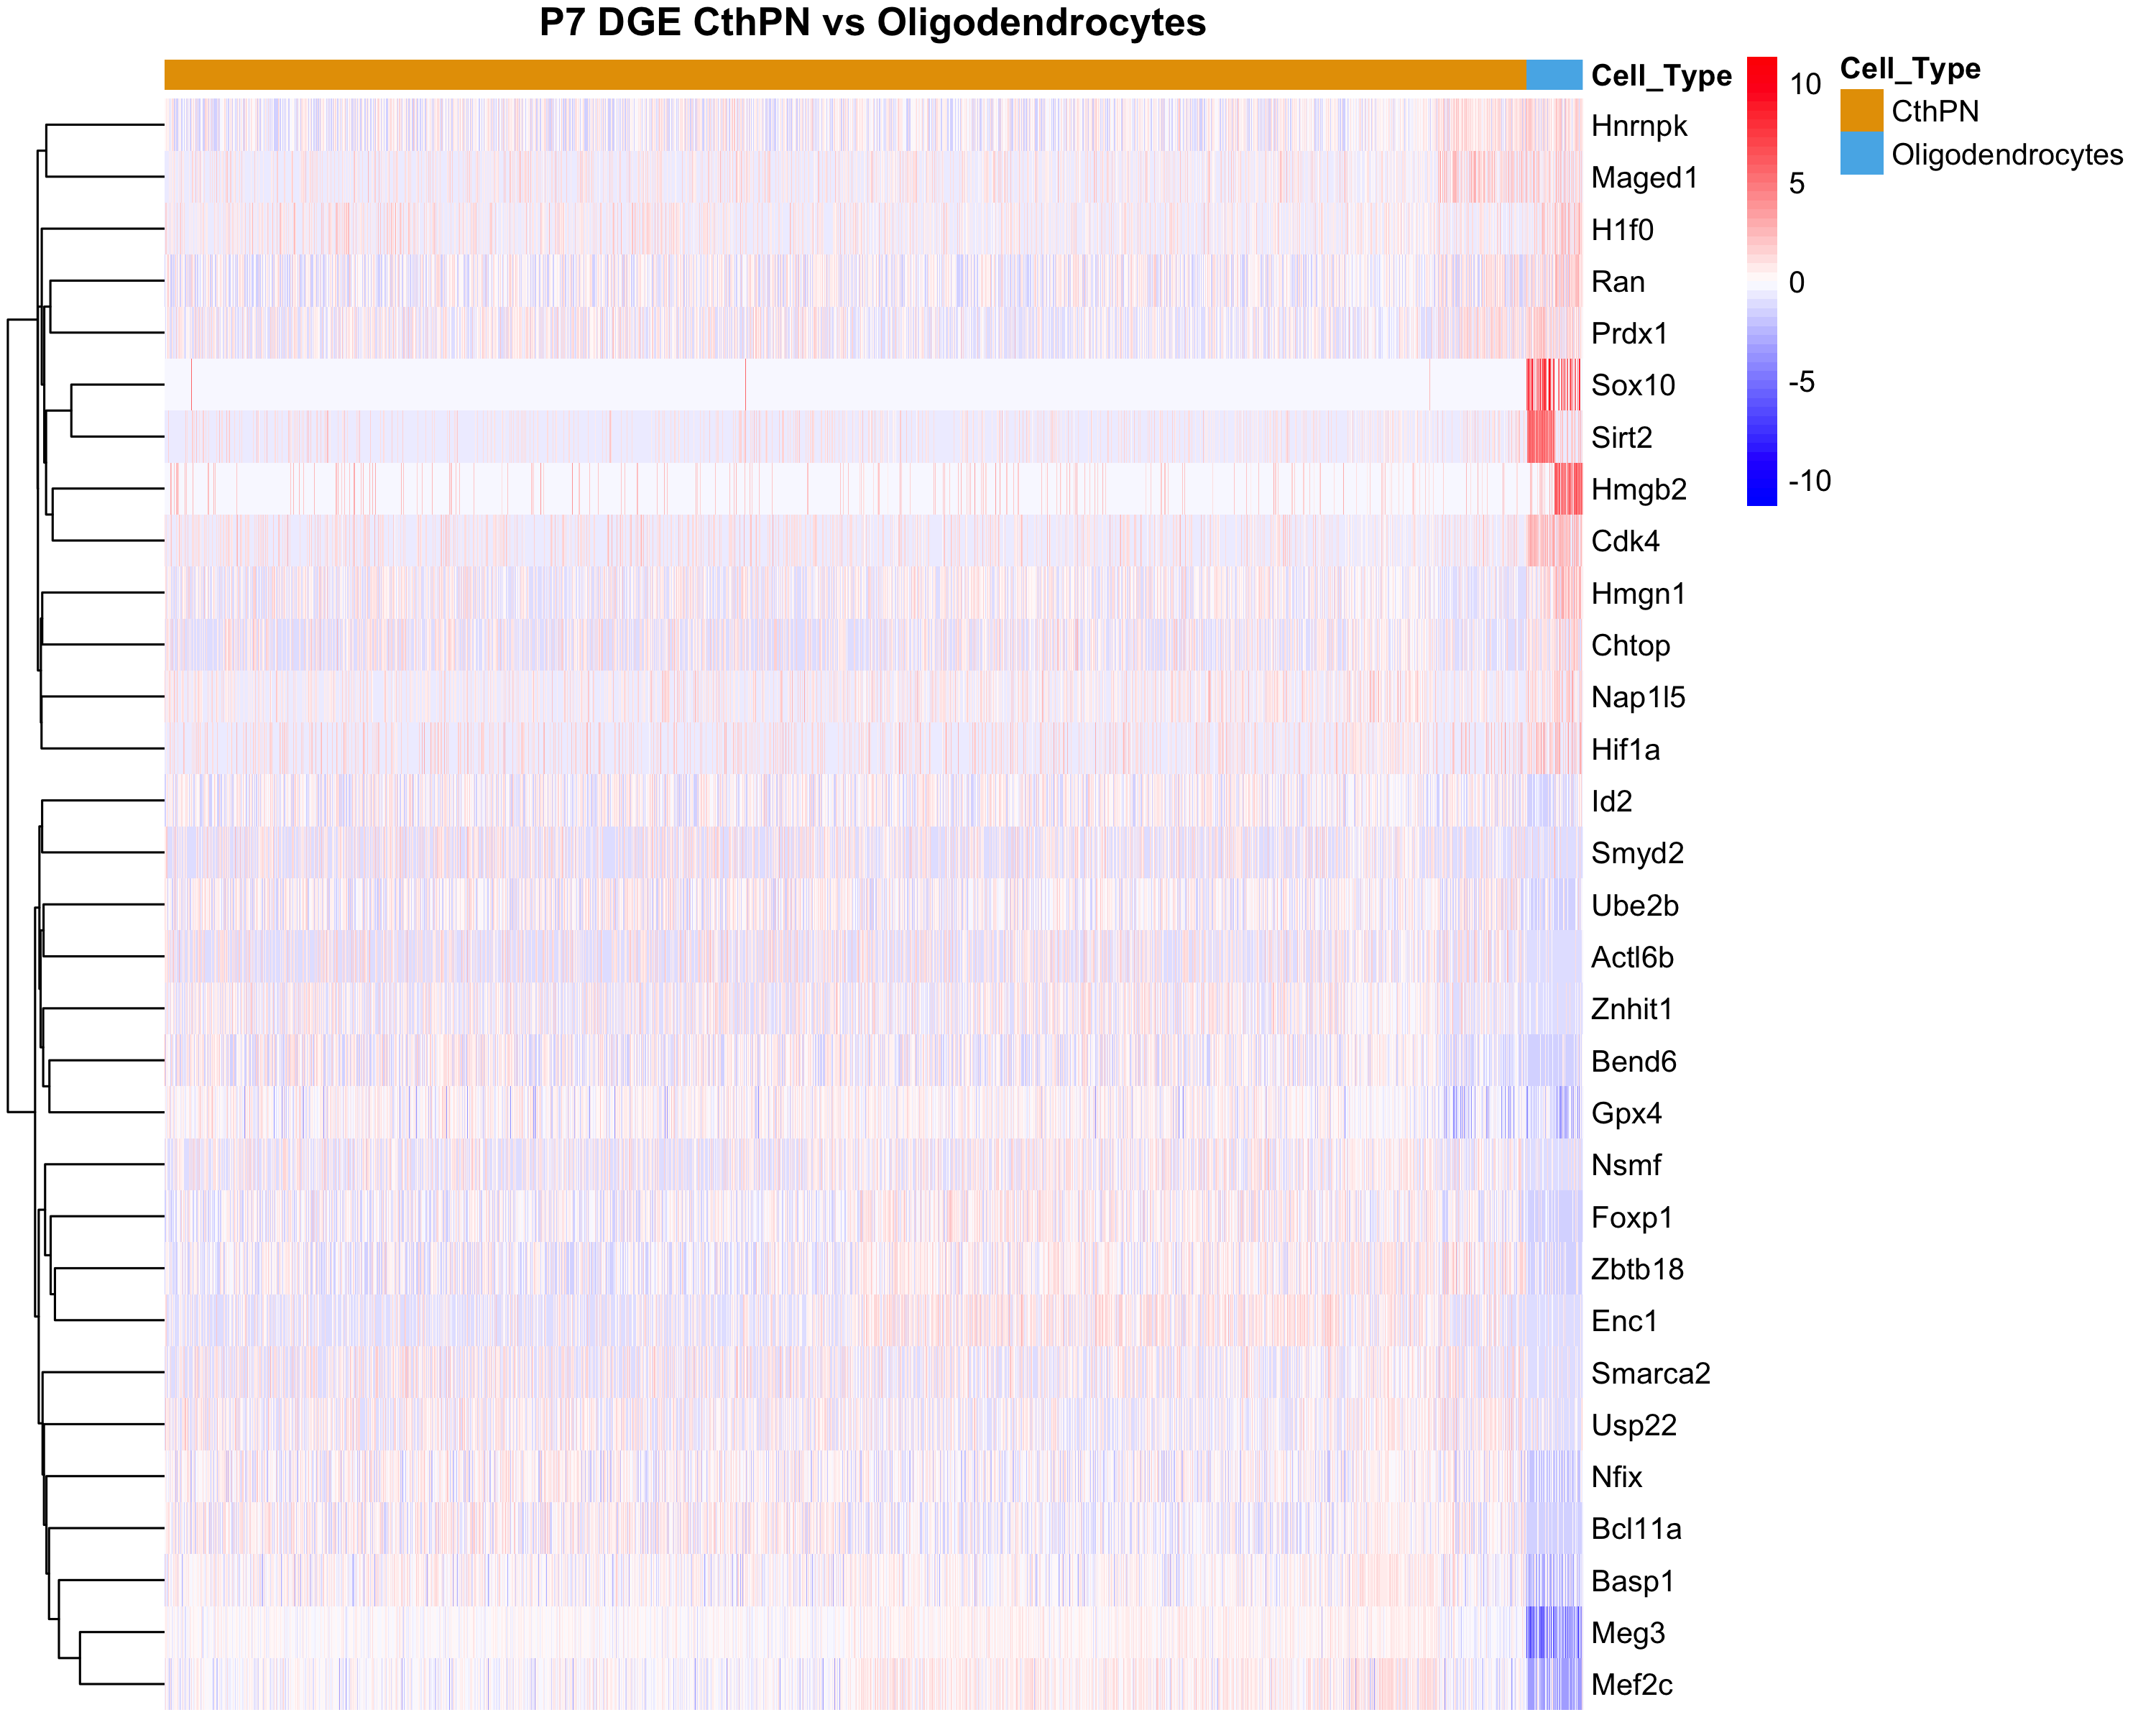 P7 DGE CthPN vs Oligodendrocytes
Cell_Type
Hnrnpk
Maged1
H1f0
Ran
Prdx1
Sox10
Sirt2
Hmgb2
Cdk4
Hmgn1
Chtop
Nap1l5
Hif1a
Id2
Smyd2
Ube2b
Actl6b
Znhit1
Bend6
Gpx4
Nsmf
Foxp1
Zbtb18
Enc1
Smarca2
Usp22
Nfix
Bcl11a
Basp1
Meg3
Mef2c
10
5
0
-5
-10
Cell_Type
CthPN
Oligodendrocytes